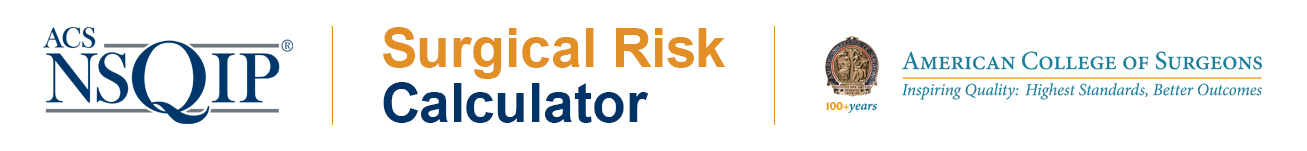 ACS
NSQIP®
Surgical Risk
Calculator
100+years
AMERICAN COLLEGE OF SURGEONS
Inspiring Quality: Highest Standards, Better Outcomes